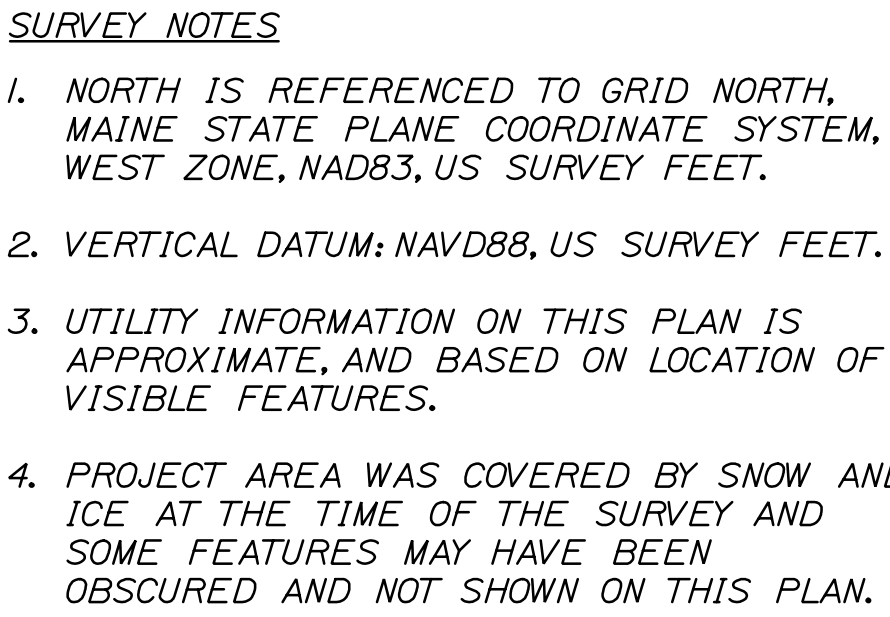 SURVEY NOTES
1. NORTH IS REFERENCED TO GRID NORTH,
MAINE STATE PLANE COORDINATE SYSTEM,
WEST ZONE, NAD83, US SURVEY FEET.
2. VERTICAL DATUM: NAVD88, US SURVEY FEET.
3. UTILITY INFORMATION ON THIS PLAN IS
APPROXIMATE, AND BASED ON LOCATION OF
VISIBLE FEATURES.
4. PROJECT AREA WAS COVERED BY SNOW AND
ICE AT THE TIME OF THE SURVEY AND
SOME FEATURES MAY HAVE BEEN
OBSCURED AND NOT SHOWN ON THIS PLAN.